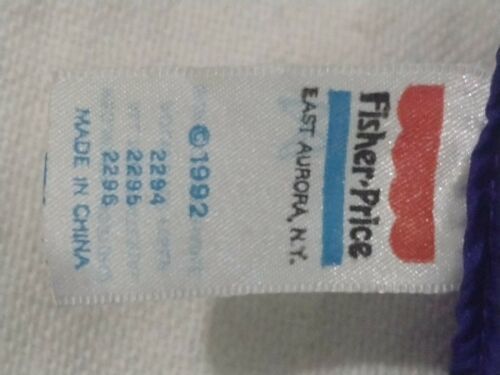 Fisher-Price
EAST AURORA, N.Y.
©1992
2294
2295
2296
MADE IN CHINA